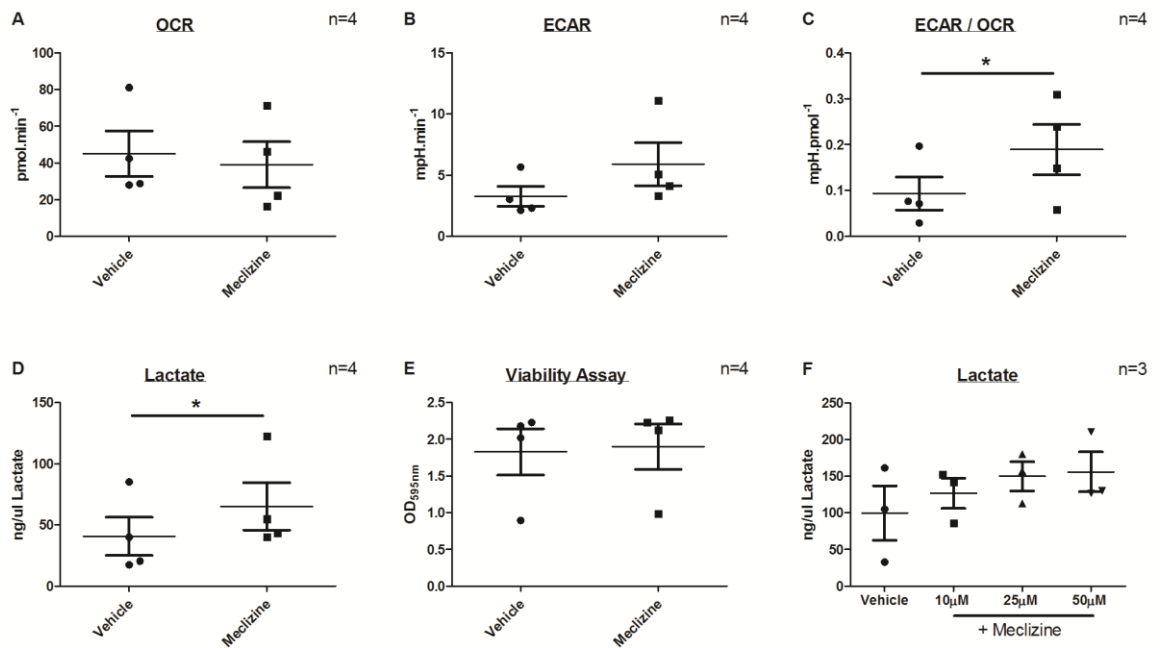 A OCR n=4
pmol.min⁻¹
100
80
60
40
20
0
Vehicle
Meclizine
B ECAR n=4
mpH.min⁻¹
15
10
5
0
Vehicle
Meclizine
C ECAR / OCR n=4
mpH.pmol⁻¹
0.4
0.3
0.2
0.1
0.0
*
Vehicle
Meclizine
D Lactate n=4
ng/ul Lactate
150
100
50
0
*
Vehicle
Meclizine
E Viability Assay n=4
OD595nm
2.5
2.0
1.5
1.0
0.5
0.0
Vehicle
Meclizine
F Lactate n=3
ng/ul Lactate
250
200
150
100
50
0
Vehicle 10μM 25μM 50μM
+ Meclizine